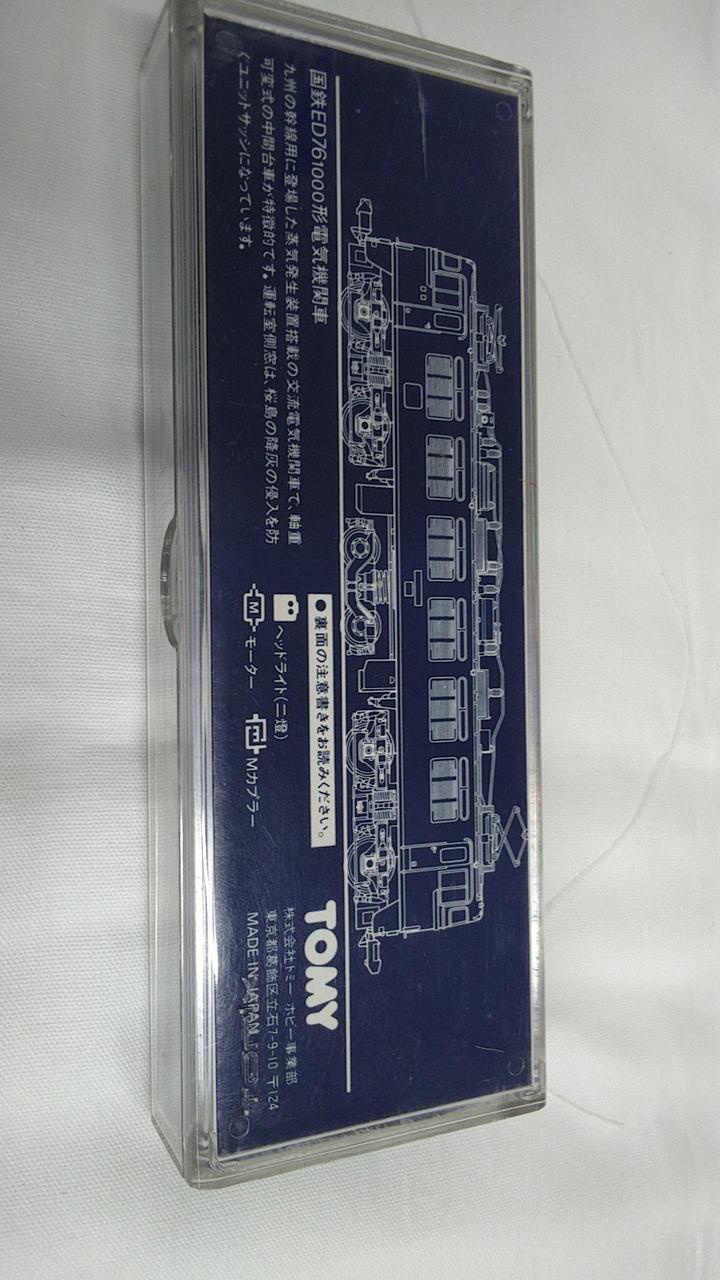 国鉄ED761000形電気機関車
九州の幹線用に登場した蒸気発生装置搭載の交流電気機関車で、軸重
可変式の中間台車が特徴的です。運転室側窓は、桜島の降灰の侵入を防
ぐユニットサッシになっています。
●裏面の注意書きをお読みください。
ヘッドライト(二燈)
M モーター
m Mカプラー
TOMY
株式会社トミー ホビー事業部
東京都葛飾区立石7-9-10 〒124
MADE IN JAPAN